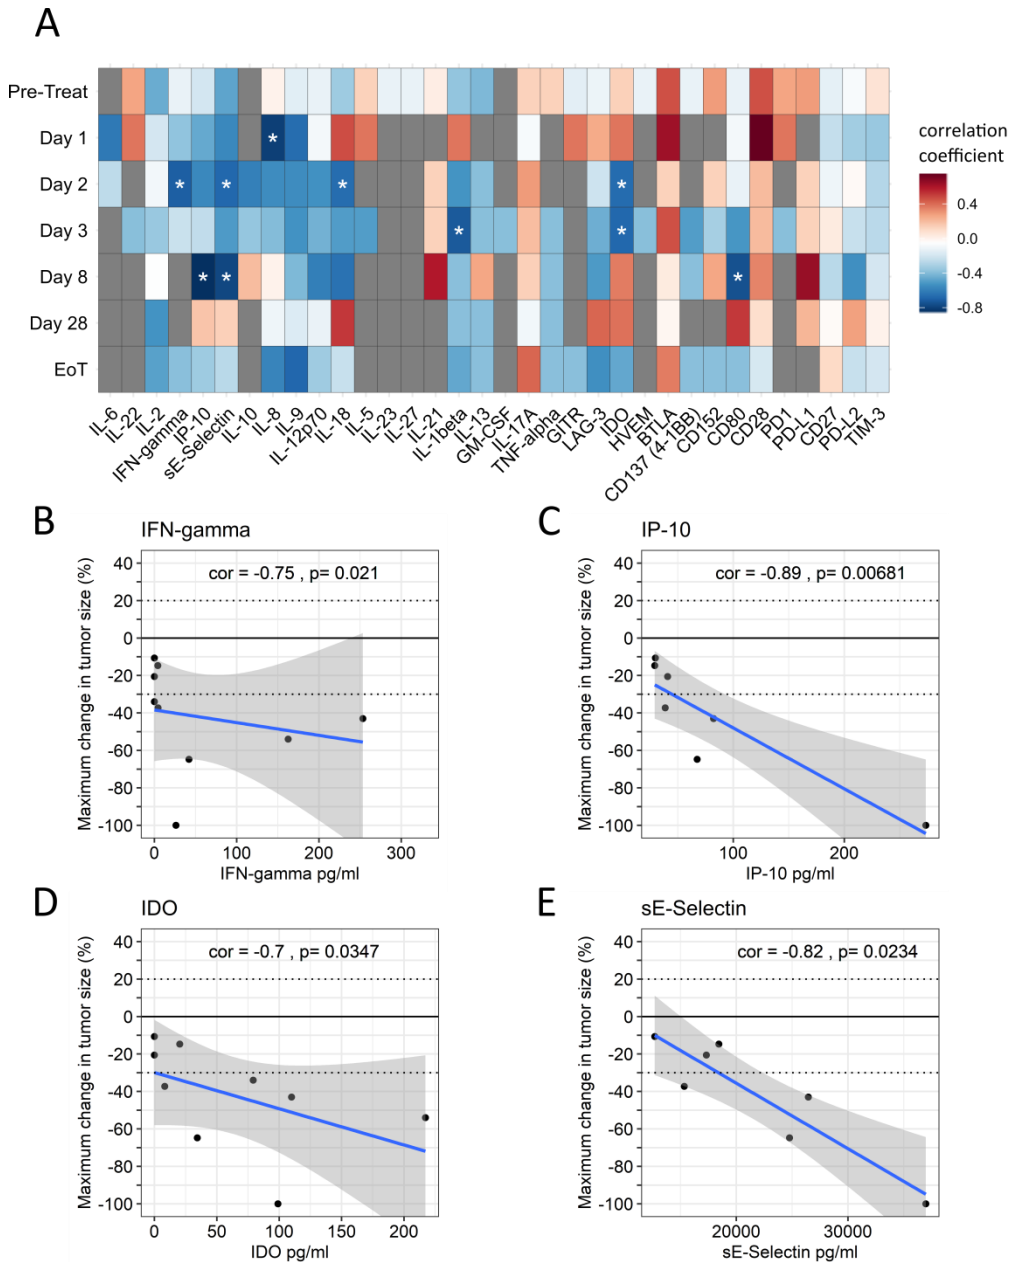 A
Pre-Treat
Day 1
Day 2
Day 3
Day 8
Day 28
EoT
*
* * * *
* *
* * *
correlation
coefficient
0.4
0.0
-0.4
-0.8
IL-6
IL-22
IL-2
IFN-gamma
IP-10
sE-Selectin
IL-10
IL-8
IL-9
IL-12p70
IL-18
IL-5
IL-23
IL-27
IL-21
IL-1beta
IL-13
GM-CSF
IL-17A
TNF-alpha
GITR
LAG-3
IDO
HVEM
BTLA
CD137 (4-1BB)
CD152
CD80
CD28
PD1
PD-L1
CD27
PD-L2
TIM-3
B
IFN-gamma
cor = -0.75 , p= 0.021
Maximum change in tumor size (%)
40
20
0
-20
-40
-60
-80
-100
0 100 200 300
IFN-gamma pg/ml
C
IP-10
cor = -0.89 , p= 0.00681
Maximum change in tumor size (%)
40
20
0
-20
-40
-60
-80
-100
100 200
IP-10 pg/ml
D
IDO
cor = -0.7 , p= 0.0347
Maximum change in tumor size (%)
40
20
0
-20
-40
-60
-80
-100
0 50 100 150 200
IDO pg/ml
E
sE-Selectin
cor = -0.82 , p= 0.0234
Maximum change in tumor size (%)
40
20
0
-20
-40
-60
-80
-100
20000 30000
sE-Selectin pg/ml